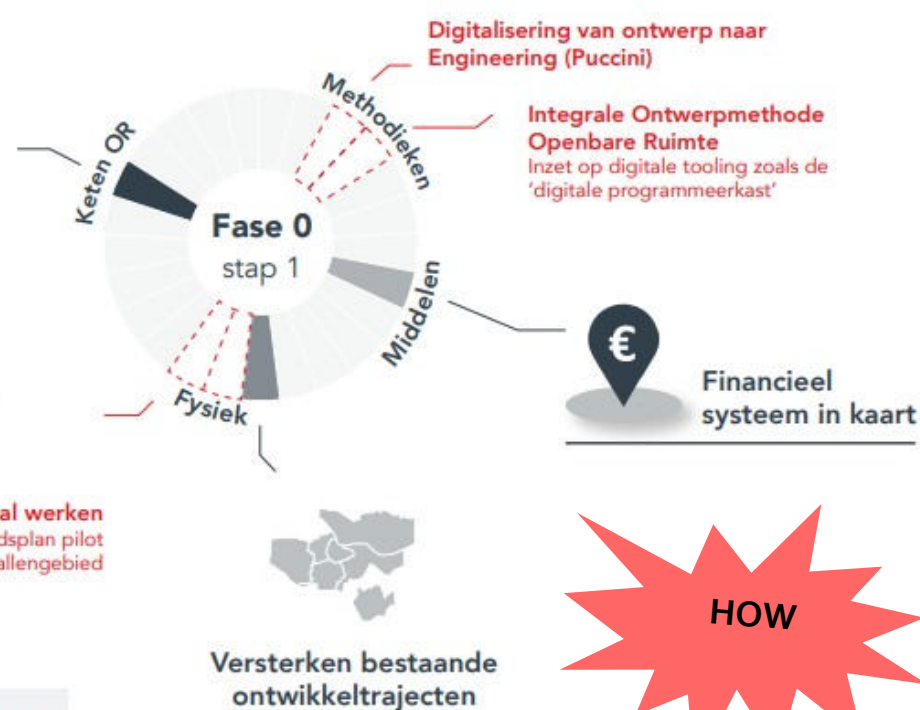 Digitalisering van ontwerp naar
Engineering (Puccini)
Methodieken
Integrale Ontwerpmethode
Openbare Ruimte
Inzet op digitale tooling zoals de
'digitale programmeerkast'
Keten OR
Fase 0
stap 1
Middelen
€
Financieel
systeem in kaart
Fysiek
al werken
dsplan pilot
allengebied
HOW
Versterken bestaande
ontwikkeltrajecten